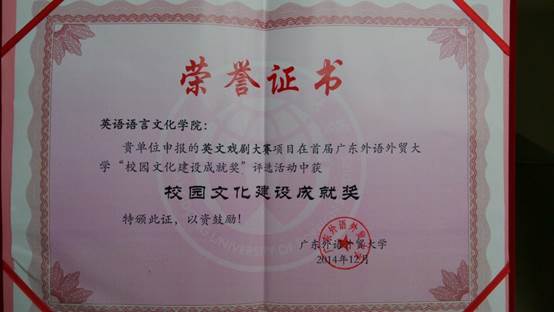 荣誉证书
英语语言文化学院：
贵单位申报的英文戏剧大赛项目在首届广东外语外贸大
学“校园文化建设成就奖”评选活动中获
校园文化建设成就奖
特颁此证，以资鼓励！
广东外语外贸大学
2014年12月